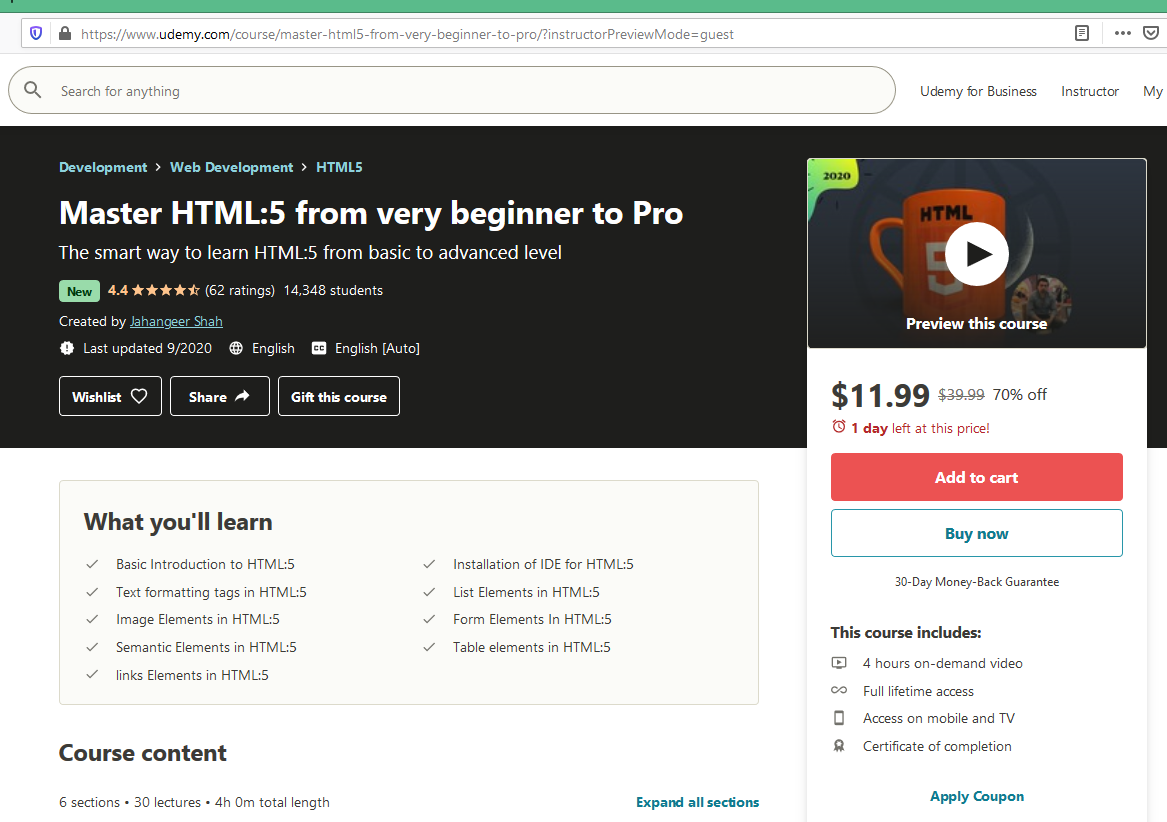 https://www.udemy.com/course/master-html5-from-very-beginner-to-pro/?instructorPreviewMode=guest
Search for anything
Udemy for Business Instructor My
Development > Web Development > HTML5
Master HTML:5 from very beginner to Pro
The smart way to learn HTML:5 from basic to advanced level
New 4.4 (62 ratings) 14,348 students
Created by Jahangeer Shah
Last updated 9/2020 English CC English [Auto]
Wishlist Share Gift this course
2020
HTML
5
Preview this course
$11.99 $39.99 70% off
1 day left at this price!
Add to cart
Buy now
30-Day Money-Back Guarantee
This course includes:
4 hours on-demand video
Full lifetime access
Access on mobile and TV
Certificate of completion
Apply Coupon
What you'll learn
Basic Introduction to HTML:5
Installation of IDE for HTML:5
Text formatting tags in HTML:5
List Elements in HTML:5
Image Elements in HTML:5
Form Elements In HTML:5
Semantic Elements in HTML:5
Table elements in HTML:5
links Elements in HTML:5
Course content
6 sections • 30 lectures • 4h 0m total length
Expand all sections